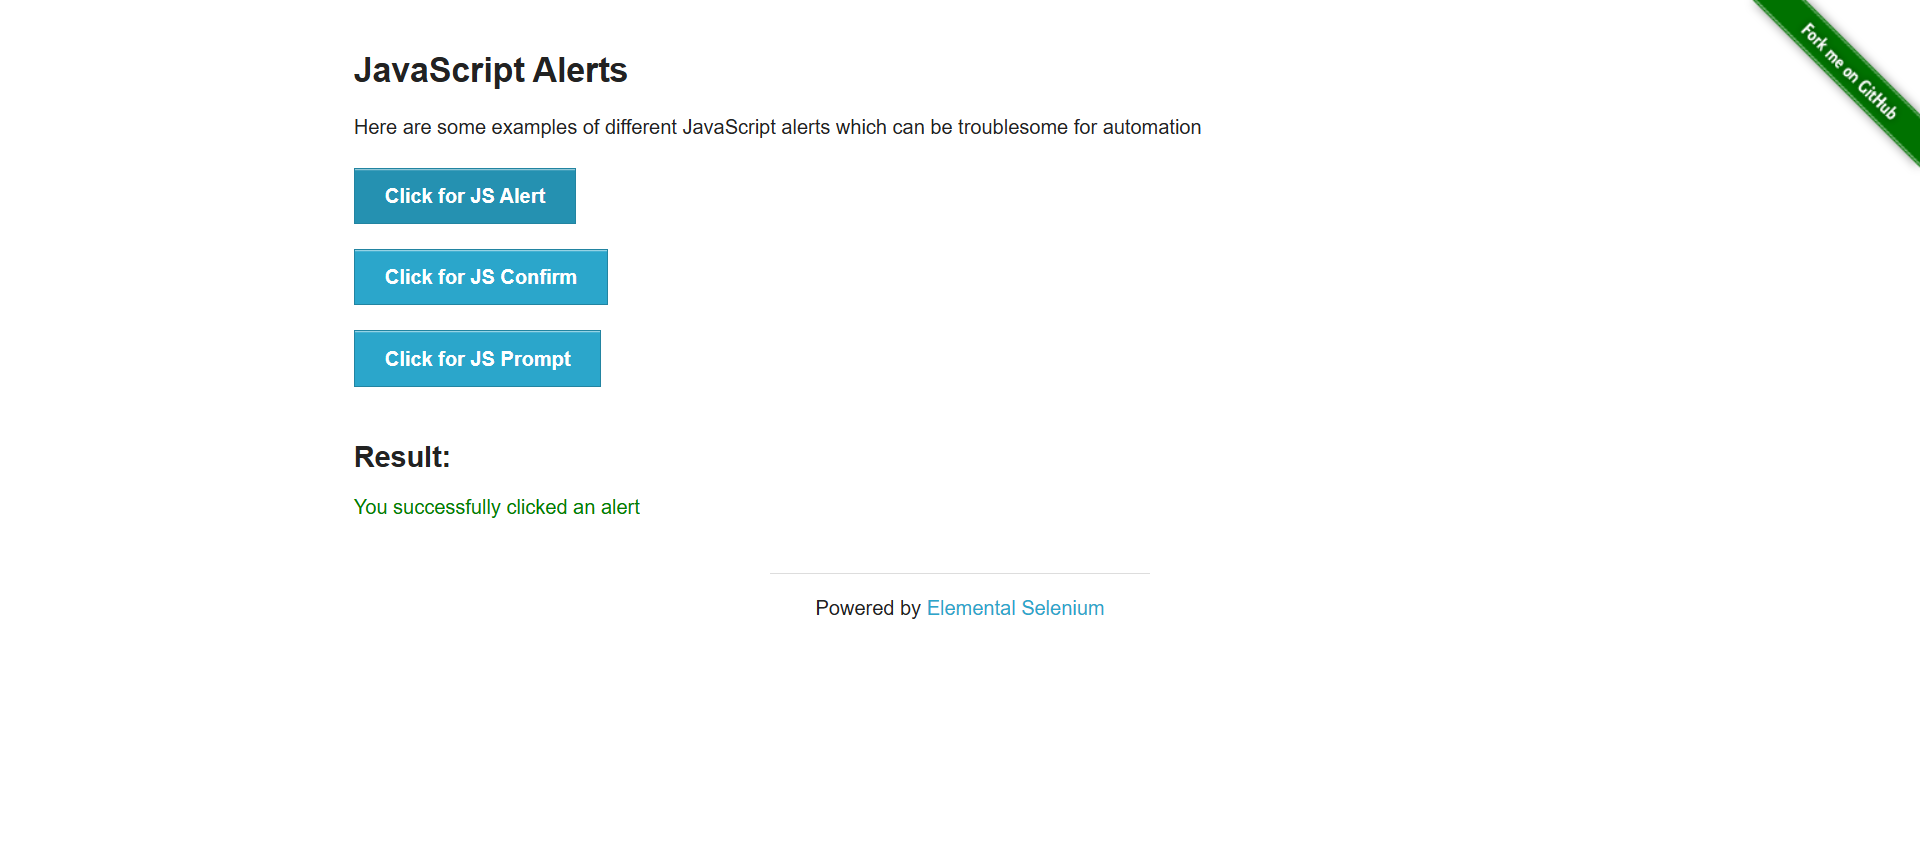 Fork me on GitHub
JavaScript Alerts
Here are some examples of different JavaScript alerts which can be troublesome for automation
Click for JS Alert
Click for JS Confirm
Click for JS Prompt
Result:
You successfully clicked an alert
Powered by Elemental Selenium